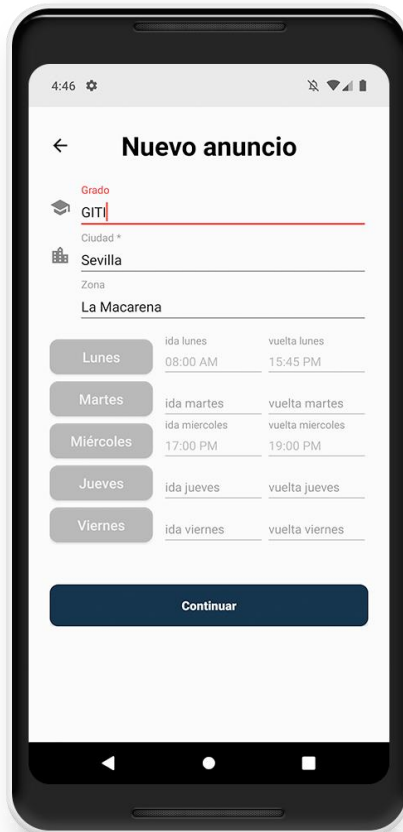 4:46
Nuevo anuncio
Grado
GITI
Ciudad *
Sevilla
Zona
La Macarena
Lunes
ida lunes
08:00 AM
vuelta lunes
15:45 PM
Martes
ida martes
vuelta martes
Miércoles
ida miercoles
17:00 PM
vuelta miercoles
19:00 PM
Jueves
ida jueves
vuelta jueves
Viernes
ida viernes
vuelta viernes
Continuar